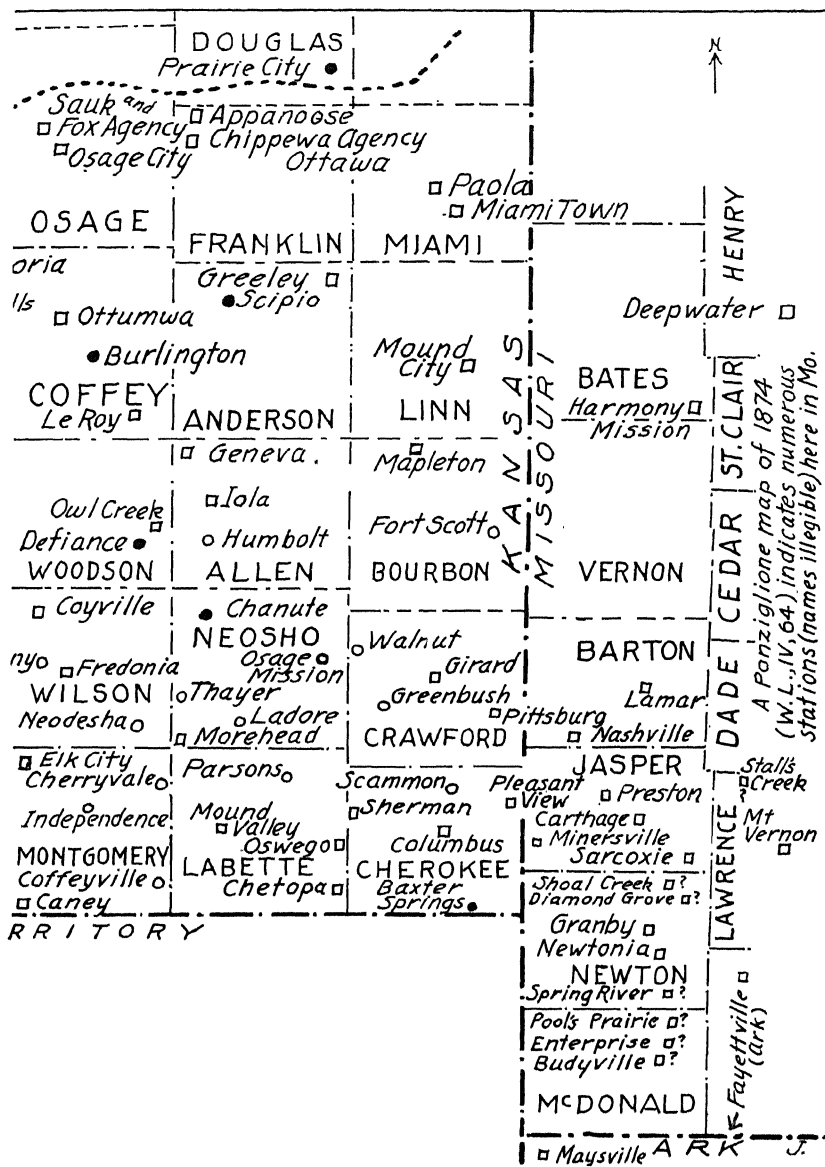 DOUGLAS
Prairie City
N
Sauk and
Fox Agency
Osage City
Appanoose
Chippewa Agency
Ottawa
Paola
Miami Town
OSAGE
FRANKLIN
MIAMI
HENRY
oria
lls
Ottumwa
Greeley
Scipio
Deepwater
Burlington
Mound
City
COFFEY
Le Roy
ANDERSON
LINN
KANSAS
MISSOURI
BATES
Harmony
Mission
ST. CLAIR
A Ponziglione map of 1874
(W.L., IV, 64) indicates numerous
stations (names illegible) here in Mo.
Geneva.
Mapleton
Owl Creek
Defiance
Iola
Humbolt
Fort Scott
WOODSON
ALLEN
BOURBON
VERNON
CEDAR
Coyville
Chanute
NEOSHO
Osage
Mission
Walnut
Girard
BARTON
DADE
nyo
Fredonia
WILSON
Thayer
Greenbush
Lamar
Neodesha
Ladore
Morehead
Pittsburg
CRAWFORD
Nashville
Elk City
Cherryvale
Parsons
Scammon
Pleasant
View
JASPER
Preston
Stall's
Creek
?
Independence
Mound
Valley
Oswego
Sherman
Columbus
Carthage
Minersville
Sarcoxie
Mt
Vernon
LAWRENCE
MONTGOMERY
Coffeyville
Caney
LABETTE
Chetopa
CHEROKEE
Baxter
Springs
Shoal Creek ?
Diamond Grove ?
RRITORY
Granby
Newtonia
NEWTON
Spring River ?
Pool's Prairie ?
Enterprise ?
Budyville ?
Fayettville
(Ark)
McDONALD
Maysville
ARK
J.